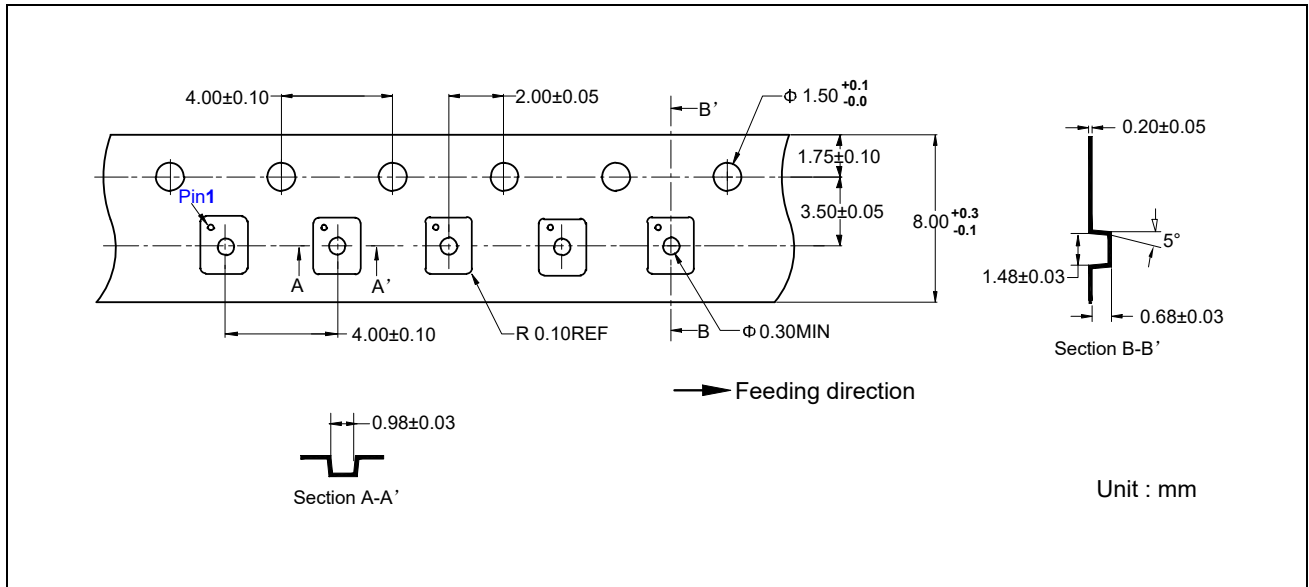 4.00±0.10
2.00±0.05
B’
Φ 1.50 +0.1 -0.0
0.20±0.05
1.75±0.10
Pin1
3.50±0.05
8.00 +0.3 -0.1
5°
A
A’
1.48±0.03
4.00±0.10
R 0.10REF
B
Φ 0.30MIN
0.68±0.03
Section B-B’
Feeding direction
0.98±0.03
Section A-A’
Unit : mm